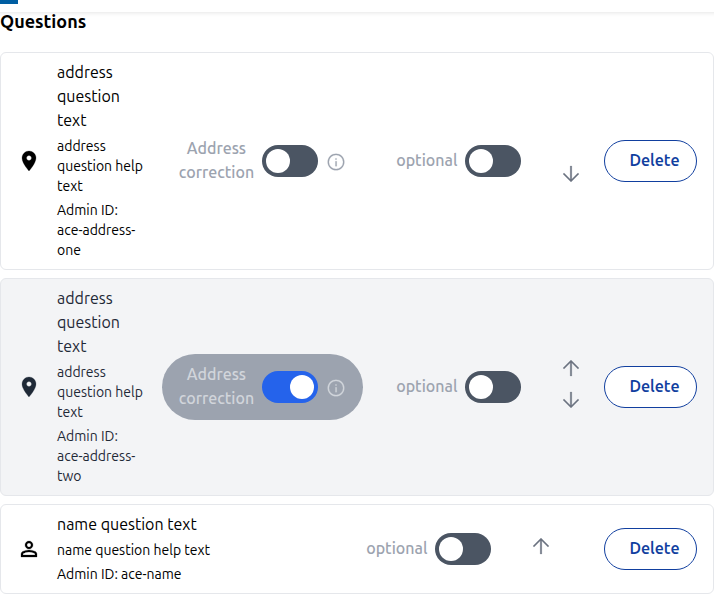 Questions
address
question
text
address
question help
text
Admin ID:
ace-address-
one
Address
correction
optional
Delete
address
question
text
address
question help
text
Admin ID:
ace-address-
two
Address
correction
optional
Delete
name question text
name question help text
Admin ID: ace-name
optional
Delete